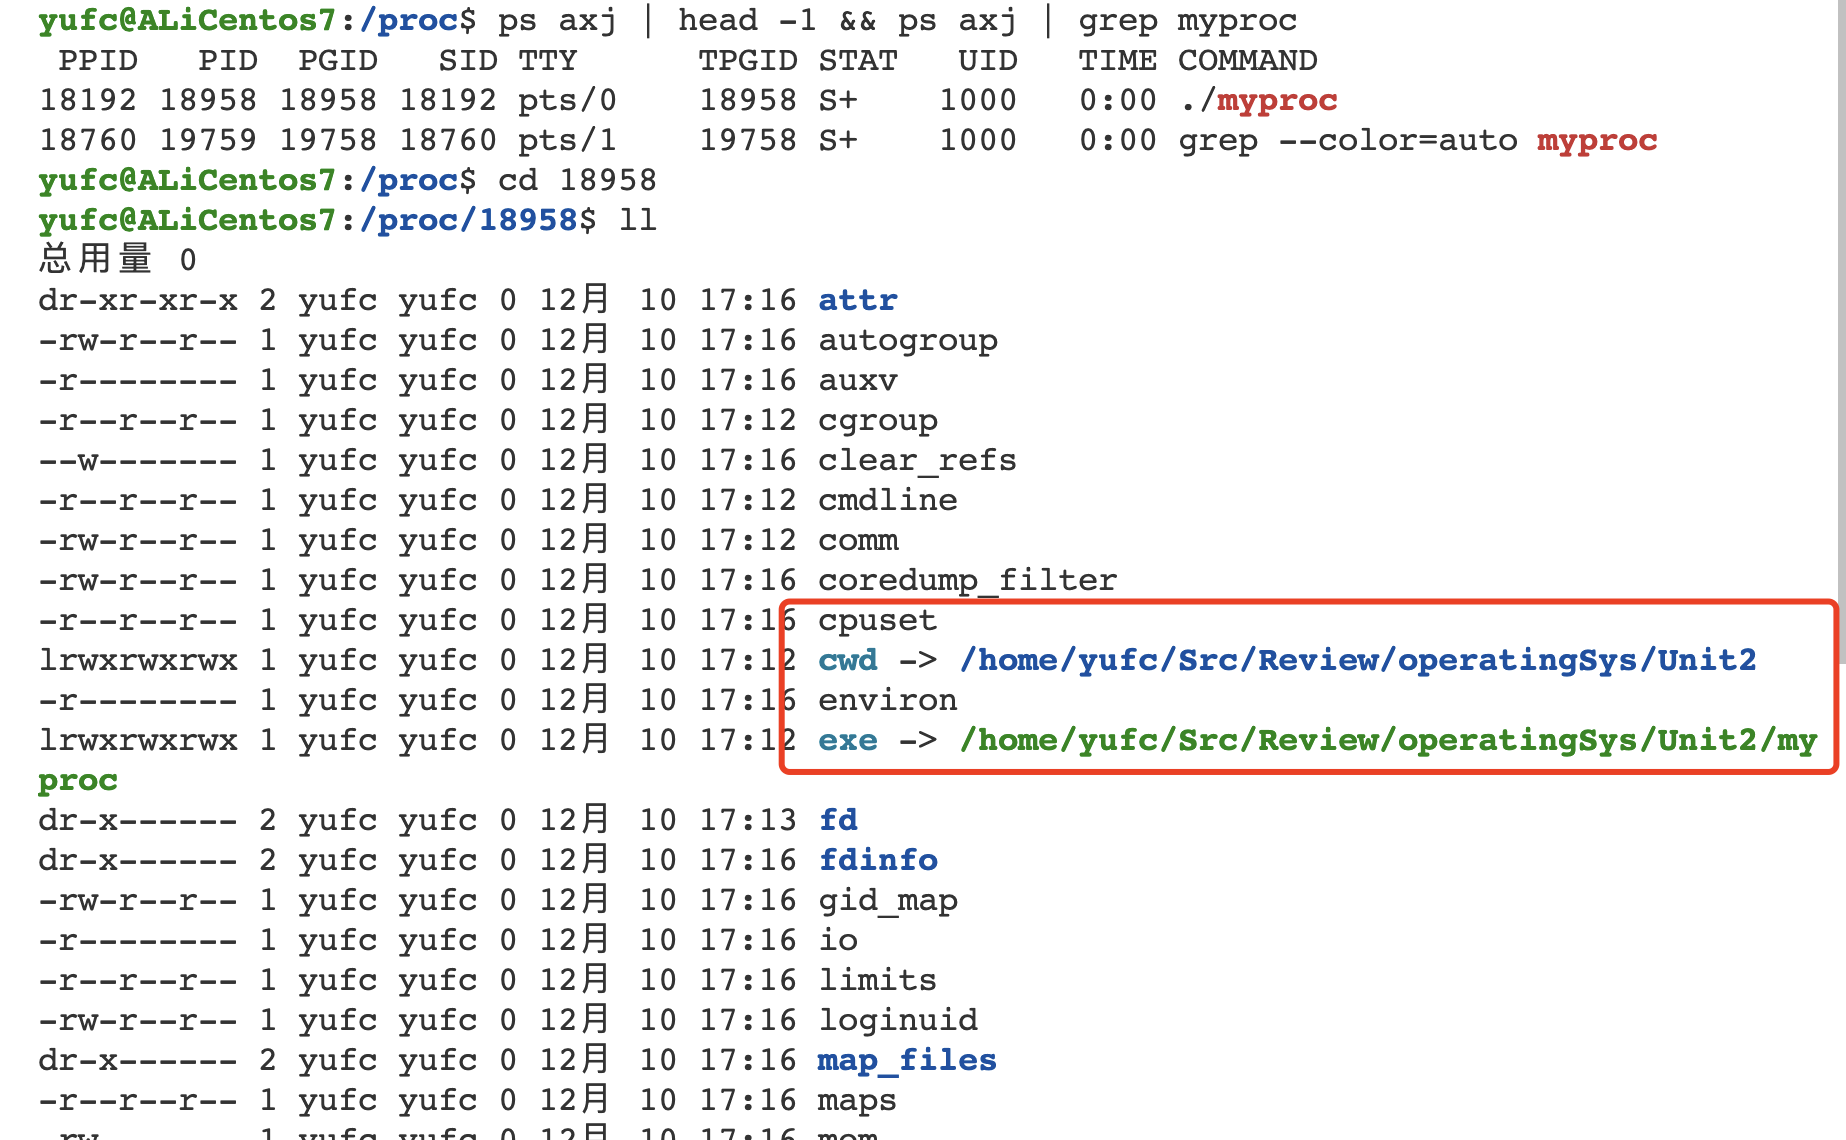 yufc@ALiCentos7:/proc$ ps axj | head -1 && ps axj | grep myproc
PPID PID PGID SID TTY TPGID STAT UID TIME COMMAND
18192 18958 18958 18192 pts/0 18958 S+ 1000 0:00 ./myproc
18760 19759 19758 18760 pts/1 19758 S+ 1000 0:00 grep --color=auto myproc
yufc@ALiCentos7:/proc$ cd 18958
yufc@ALiCentos7:/proc/18958$ ll
总用量 0
dr-xr-xr-x 2 yufc yufc 0 12月 10 17:16 attr
-rw-r--r-- 1 yufc yufc 0 12月 10 17:16 autogroup
-r-------- 1 yufc yufc 0 12月 10 17:16 auxv
-r--r--r-- 1 yufc yufc 0 12月 10 17:12 cgroup
--w------- 1 yufc yufc 0 12月 10 17:16 clear_refs
-r--r--r-- 1 yufc yufc 0 12月 10 17:12 cmdline
-rw-r--r-- 1 yufc yufc 0 12月 10 17:12 comm
-rw-r--r-- 1 yufc yufc 0 12月 10 17:16 coredump_filter
-r--r--r-- 1 yufc yufc 0 12月 10 17:16 cpuset
lrwxrwxrwx 1 yufc yufc 0 12月 10 17:12 cwd -> /home/yufc/Src/Review/operatingSys/Unit2
-r-------- 1 yufc yufc 0 12月 10 17:16 environ
lrwxrwxrwx 1 yufc yufc 0 12月 10 17:12 exe -> /home/yufc/Src/Review/operatingSys/Unit2/my
proc
dr-x------ 2 yufc yufc 0 12月 10 17:13 fd
dr-x------ 2 yufc yufc 0 12月 10 17:16 fdinfo
-rw-r--r-- 1 yufc yufc 0 12月 10 17:16 gid_map
-r-------- 1 yufc yufc 0 12月 10 17:16 io
-r--r--r-- 1 yufc yufc 0 12月 10 17:16 limits
-rw-r--r-- 1 yufc yufc 0 12月 10 17:16 loginuid
dr-x------ 2 yufc yufc 0 12月 10 17:16 map_files
-r--r--r-- 1 yufc yufc 0 12月 10 17:16 maps
-rw------- 1 yufc yufc 0 12月 10 17:16 mem